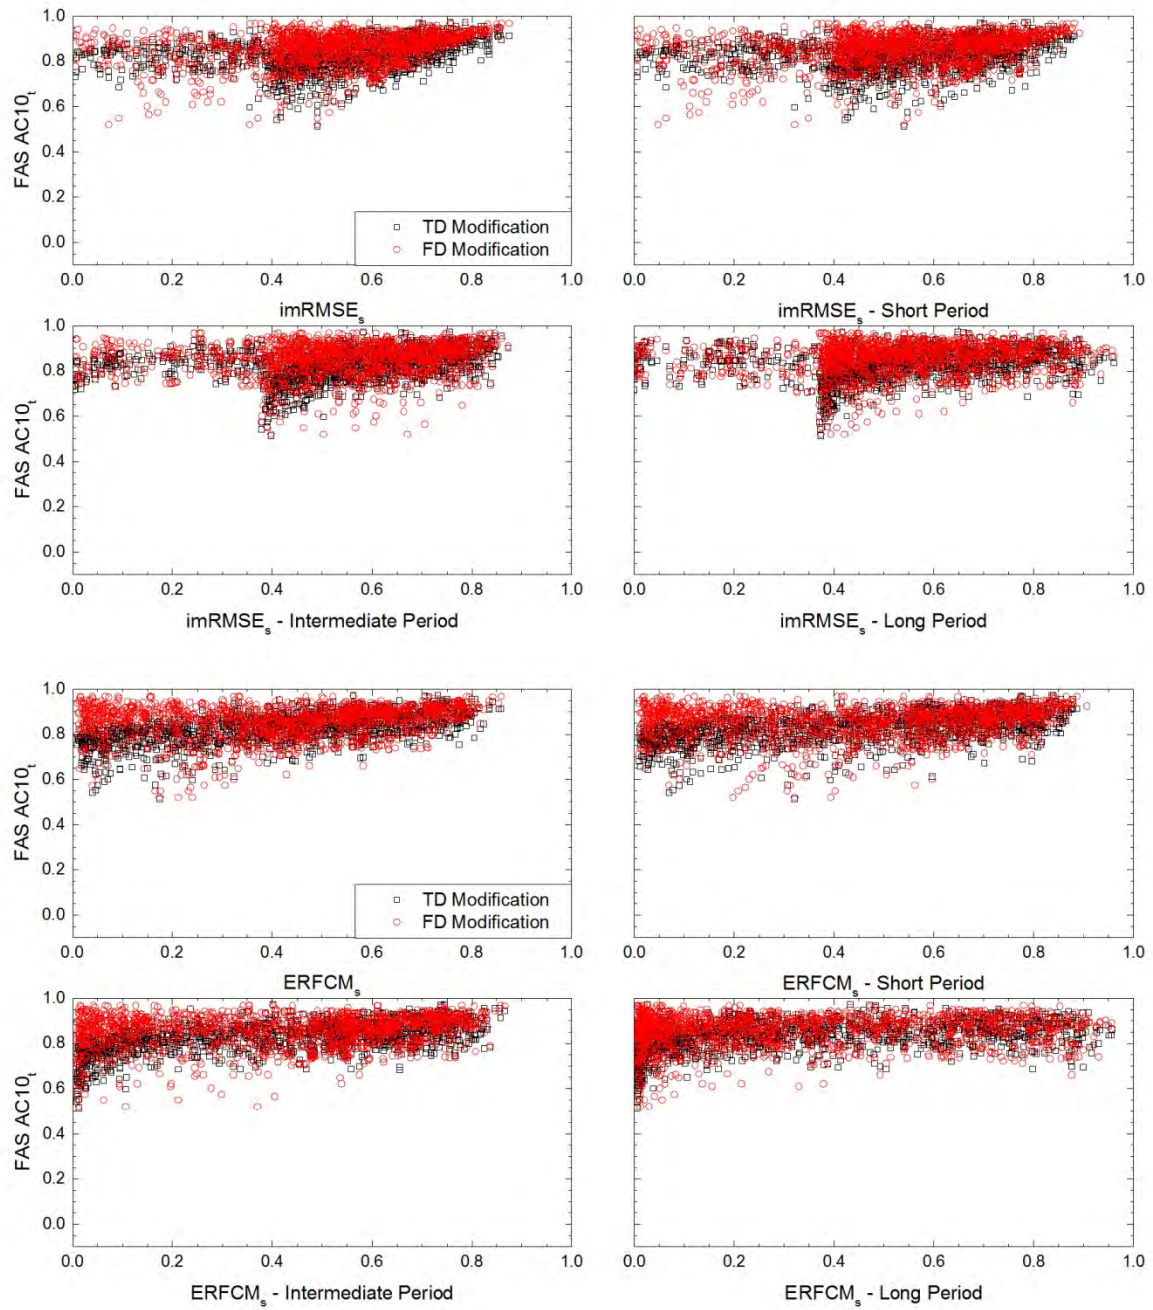 1.0 1.0
0.8 0.8
0.6 0.6
FAS AC10t
0.4 0.4
0.2 0.2
TD Modification
0.0 0.0
FD Modification
0.0 0.2 0.4 0.6 0.8 1.0 0.0 0.2 0.4 0.6 0.8 1.0
imRMSEs imRMSEs - Short Period
1.0 1.0
0.8 0.8
0.6 0.6
FAS AC10t
0.4 0.4
0.2 0.2
0.0 0.0
0.0 0.2 0.4 0.6 0.8 1.0 0.0 0.2 0.4 0.6 0.8 1.0
imRMSEs - Intermediate Period imRMSEs - Long Period
1.0 1.0
0.8 0.8
0.6 0.6
FAS AC10t
0.4 0.4
0.2 0.2
TD Modification
0.0 0.0
FD Modification
0.0 0.2 0.4 0.6 0.8 1.0 0.0 0.2 0.4 0.6 0.8 1.0
ERFCMs ERFCMs - Short Period
1.0 1.0
0.8 0.8
0.6 0.6
FAS AC10t
0.4 0.4
0.2 0.2
0.0 0.0
0.0 0.2 0.4 0.6 0.8 1.0 0.0 0.2 0.4 0.6 0.8 1.0
ERFCMs - Intermediate Period ERFCMs - Long Period